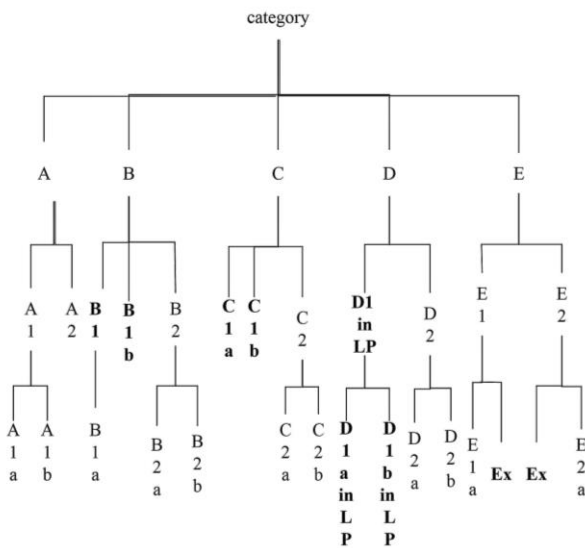 category
A B C D E
A 1
A 2
B 1
B 1 b
B 2
C 1 a
C 1 b
C 2
D1 in LP
D 2
E 1
E 2
A 1 a
A 1 b
B 1 a
B 2 a
B 2 b
C 2 a
C 2 b
D 1 a in L P
D 1 b in L P
D 2 a
D 2 b
E 1 a
Ex
Ex
E 2 a